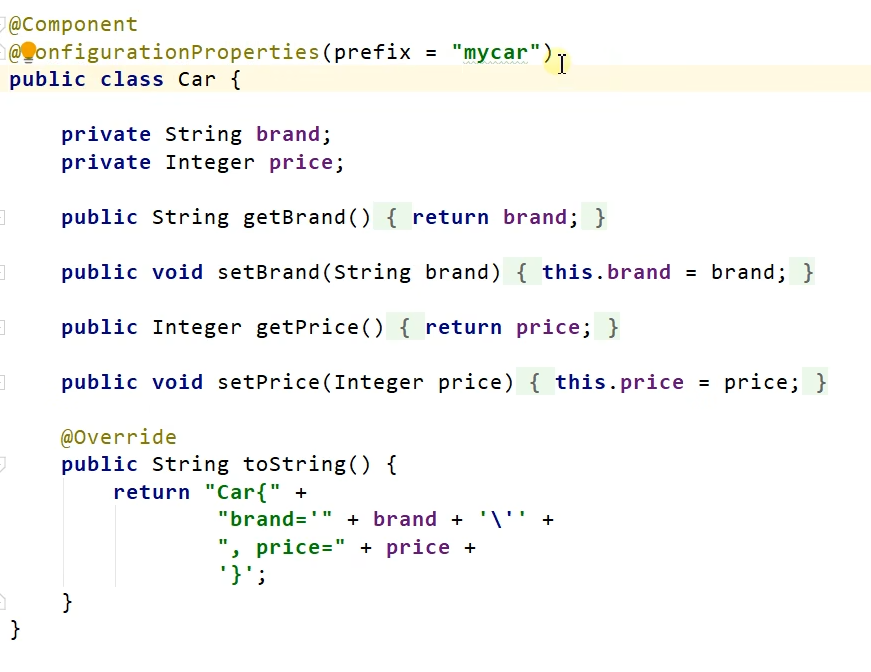 @Component
@ConfigurationProperties(prefix = "mycar")
public class Car {
private String brand;
private Integer price;
public String getBrand() { return brand; }
public void setBrand(String brand) { this.brand = brand; }
public Integer getPrice() { return price; }
public void setPrice(Integer price) { this.price = price; }
@Override
public String toString() {
return "Car{" +
"brand='" + brand + '\'' +
", price=" + price +
'}';
}
}